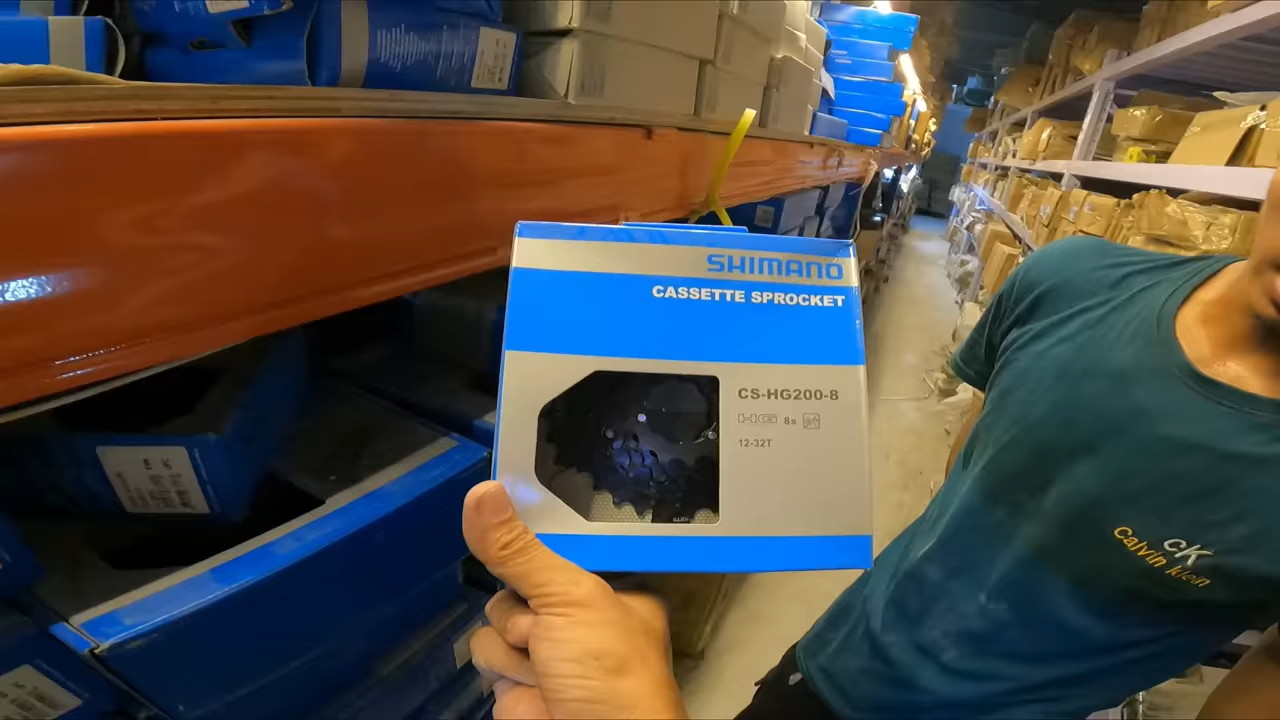 SHIMANO
CASSETTE SPROCKET
CS-HG200-8
HG 8s
12-32T
CK
Calvin Klein